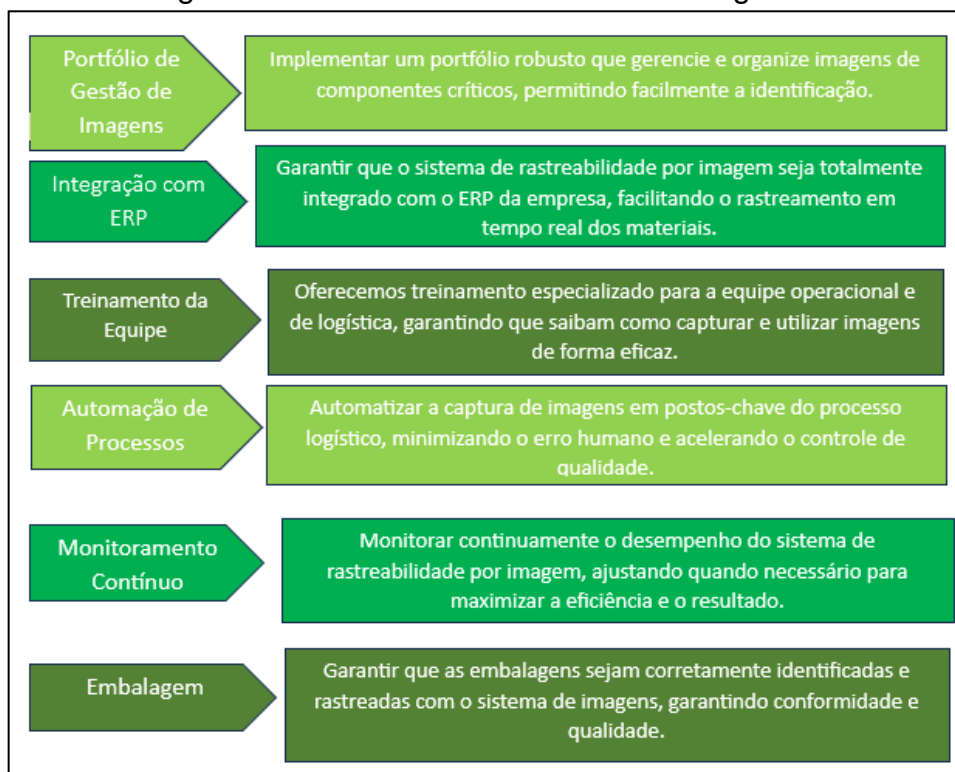 Portfólio de
Gestão de
Imagens
Implementar um portfólio robusto que gerencie e organize imagens de
componentes críticos, permitindo facilmente a identificação.
Integração com
ERP
Garantir que o sistema de rastreabilidade por imagem seja totalmente
integrado com o ERP da empresa, facilitando o rastreamento em
tempo real dos materiais.
Treinamento da
Equipe
Oferecemos treinamento especializado para a equipe operacional e
de logística, garantindo que saibam como capturar e utilizar imagens
de forma eficaz.
Automação de
Processos
Automatizar a captura de imagens em postos-chave do processo
logístico, minimizando o erro humano e acelerando o controle de
qualidade.
Monitoramento
Contínuo
Monitorar continuamente o desempenho do sistema de
rastreabilidade por imagem, ajustando quando necessário para
maximizar a eficiência e o resultado.
Embalagem
Garantir que as embalagens sejam corretamente identificadas e
rastreadas com o sistema de imagens, garantindo conformidade e
qualidade.